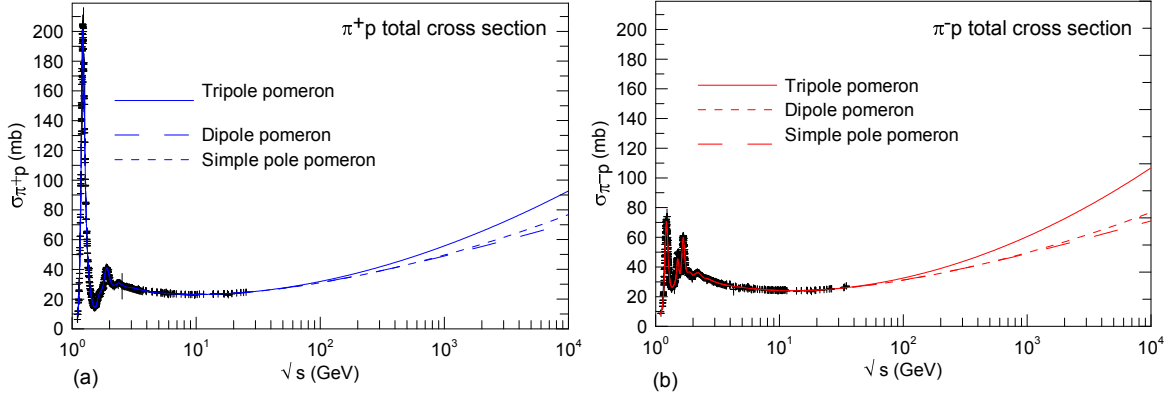 π⁺p total cross section
200
180
160
140
120
100
80
60
40
20
0
σπ⁺p (mb)
Tripole pomeron
Dipole pomeron
Simple pole pomeron
10⁰ 10¹ 10² 10³ 10⁴
√ s (GeV)
(a)
π⁻p total cross section
200
180
160
140
120
100
80
60
40
20
0
σπ⁻p (mb)
Tripole pomeron
Dipole pomeron
Simple pole pomeron
10⁰ 10¹ 10² 10³ 10⁴
√ s (GeV)
(b)